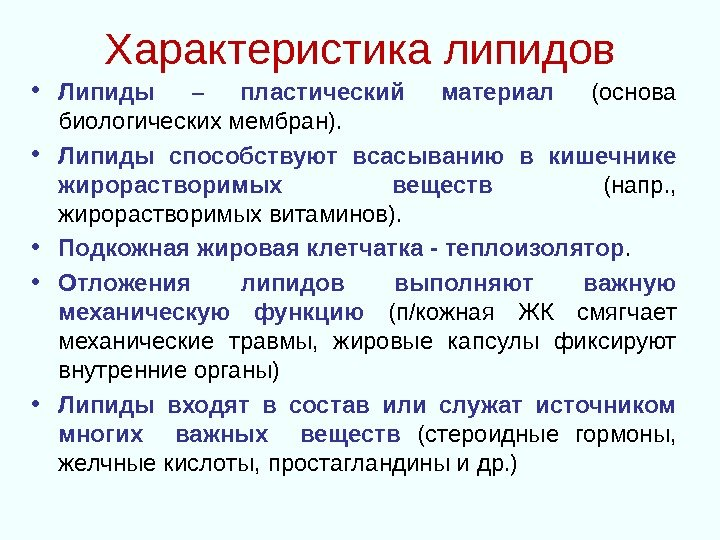 Характеристика липидов
• Липиды – пластический материал (основа
биологических мембран).
• Липиды способствуют всасыванию в кишечнике
жирорастворимых веществ (напр. ,
жирорастворимых витаминов).
• Подкожная жировая клетчатка - теплоизолятор.
• Отложения липидов выполняют важную
механическую функцию (п/кожная ЖК смягчает
механические травмы, жировые капсулы фиксируют
внутренние органы)
• Липиды входят в состав или служат источником
многих важных веществ (стероидные гормоны,
желчные кислоты, простагландины и др. )